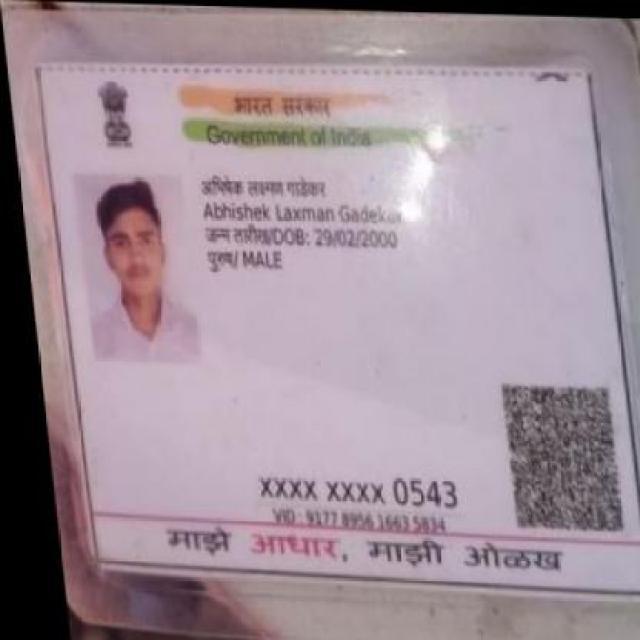 भारत सरकार
Government of India
अभिषेक लक्ष्मण गाडेकर
Abhishek Laxman Gadekar
जन्म तारीख/DOB: 29/02/2000
पुरुष/ MALE
XXXX XXXX 0543
VID : 9177 8956 1663 5834
माझे आधार, माझी ओळख